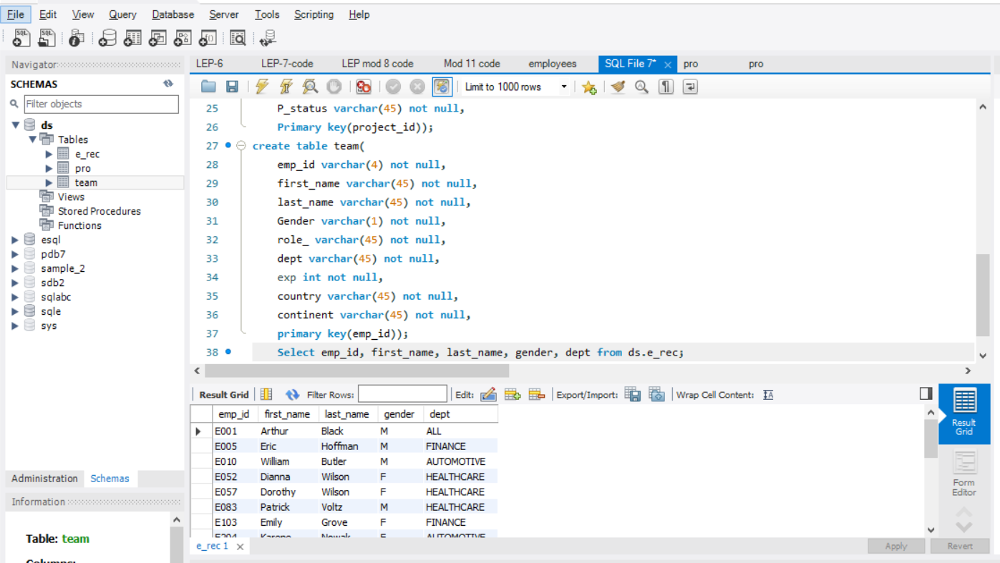 File Edit View Query Database Server Tools Scripting Help
SQL SQL
Navigator
SCHEMAS
Filter objects
ds
Tables
e_rec
pro
team
Views
Stored Procedures
Functions
esql
pdb7
sample_2
sdb2
sqlabc
sqle
sys
Administration Schemas
Information
Table: team
Columns:
LEP-6 LEP-7-code LEP mod 8 code Mod 11 code employees SQL File 7* × pro pro
Limit to 1000 rows
25 P_status varchar(45) not null,
26 Primary key(project_id));
27 create table team(
28 emp_id varchar(4) not null,
29 first_name varchar(45) not null,
30 last_name varchar(45) not null,
31 Gender varchar(1) not null,
32 role_ varchar(45) not null,
33 dept varchar(45) not null,
34 exp int not null,
35 country varchar(45) not null,
36 continent varchar(45) not null,
37 primary key(emp_id));
38 Select emp_id, first_name, last_name, gender, dept from ds.e_rec;
Result Grid Filter Rows: Edit: Export/Import: Wrap Cell Content: IA
emp_id first_name last_name gender dept
E001 Arthur Black M ALL
E005 Eric Hoffman M FINANCE
E010 William Butler M AUTOMOTIVE
E052 Dianna Wilson F HEALTHCARE
E057 Dorothy Wilson F HEALTHCARE
E083 Patrick Voltz M HEALTHCARE
E103 Emily Grove F FINANCE
E204 Karene Nowak F AUTOMOTIVE
Result
Grid
Form
Editor
e_rec 1 ×
Apply Revert